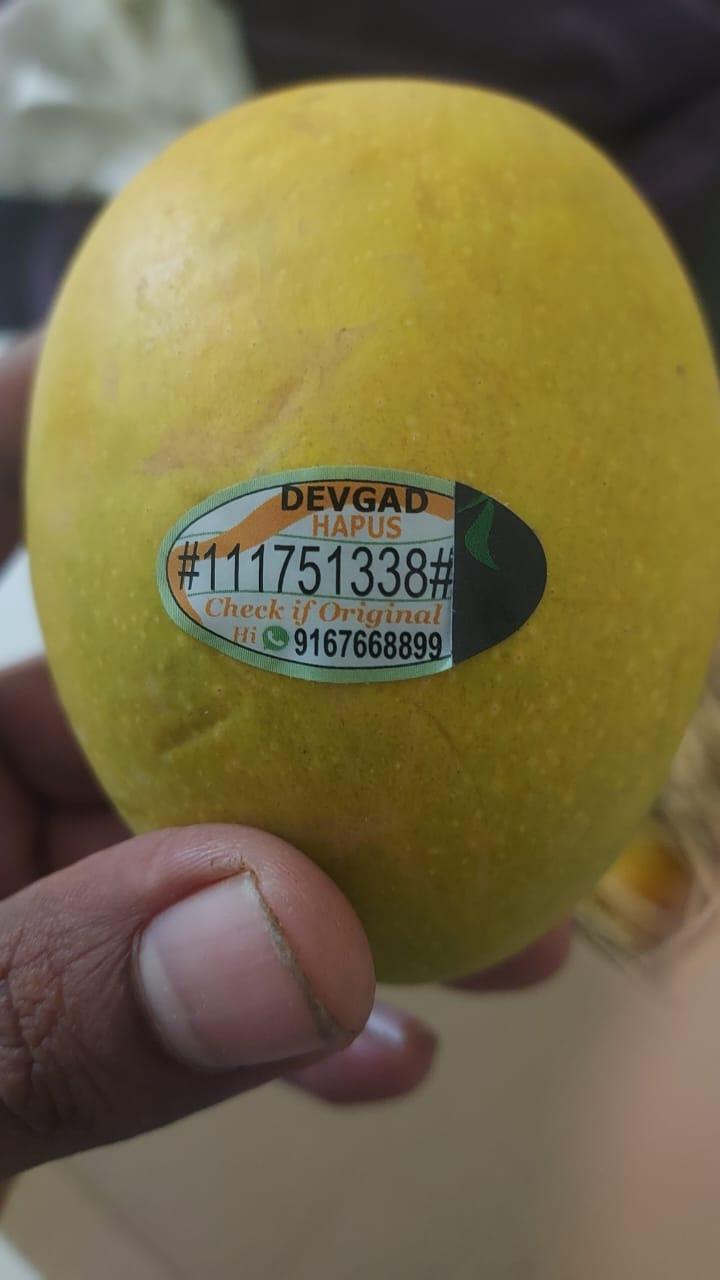 DEVGAD
HAPUS
#111751338#
Check if Original
Hi 9167668899